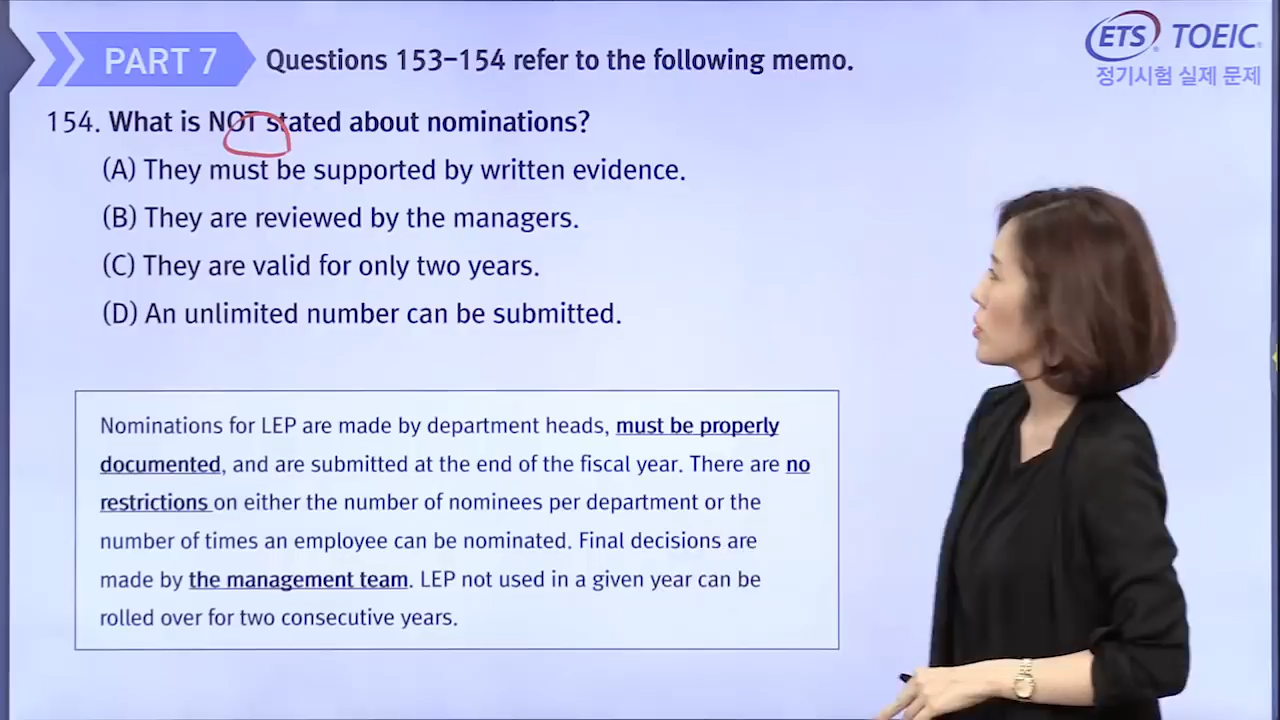 PART 7
Questions 153–154 refer to the following memo.
ETS® TOEIC®
정기시험 실제 문제
154. What is NOT stated about nominations?
(A) They must be supported by written evidence.
(B) They are reviewed by the managers.
(C) They are valid for only two years.
(D) An unlimited number can be submitted.
Nominations for LEP are made by department heads, must be properly
documented, and are submitted at the end of the fiscal year. There are no
restrictions on either the number of nominees per department or the
number of times an employee can be nominated. Final decisions are
made by the management team. LEP not used in a given year can be
rolled over for two consecutive years.